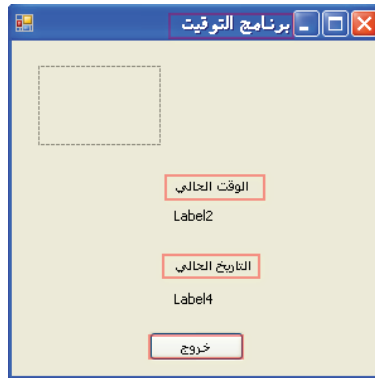 برنامج التوقيت
الوقت الحالي
Label2
التاريخ الحالي
Label4
خروج